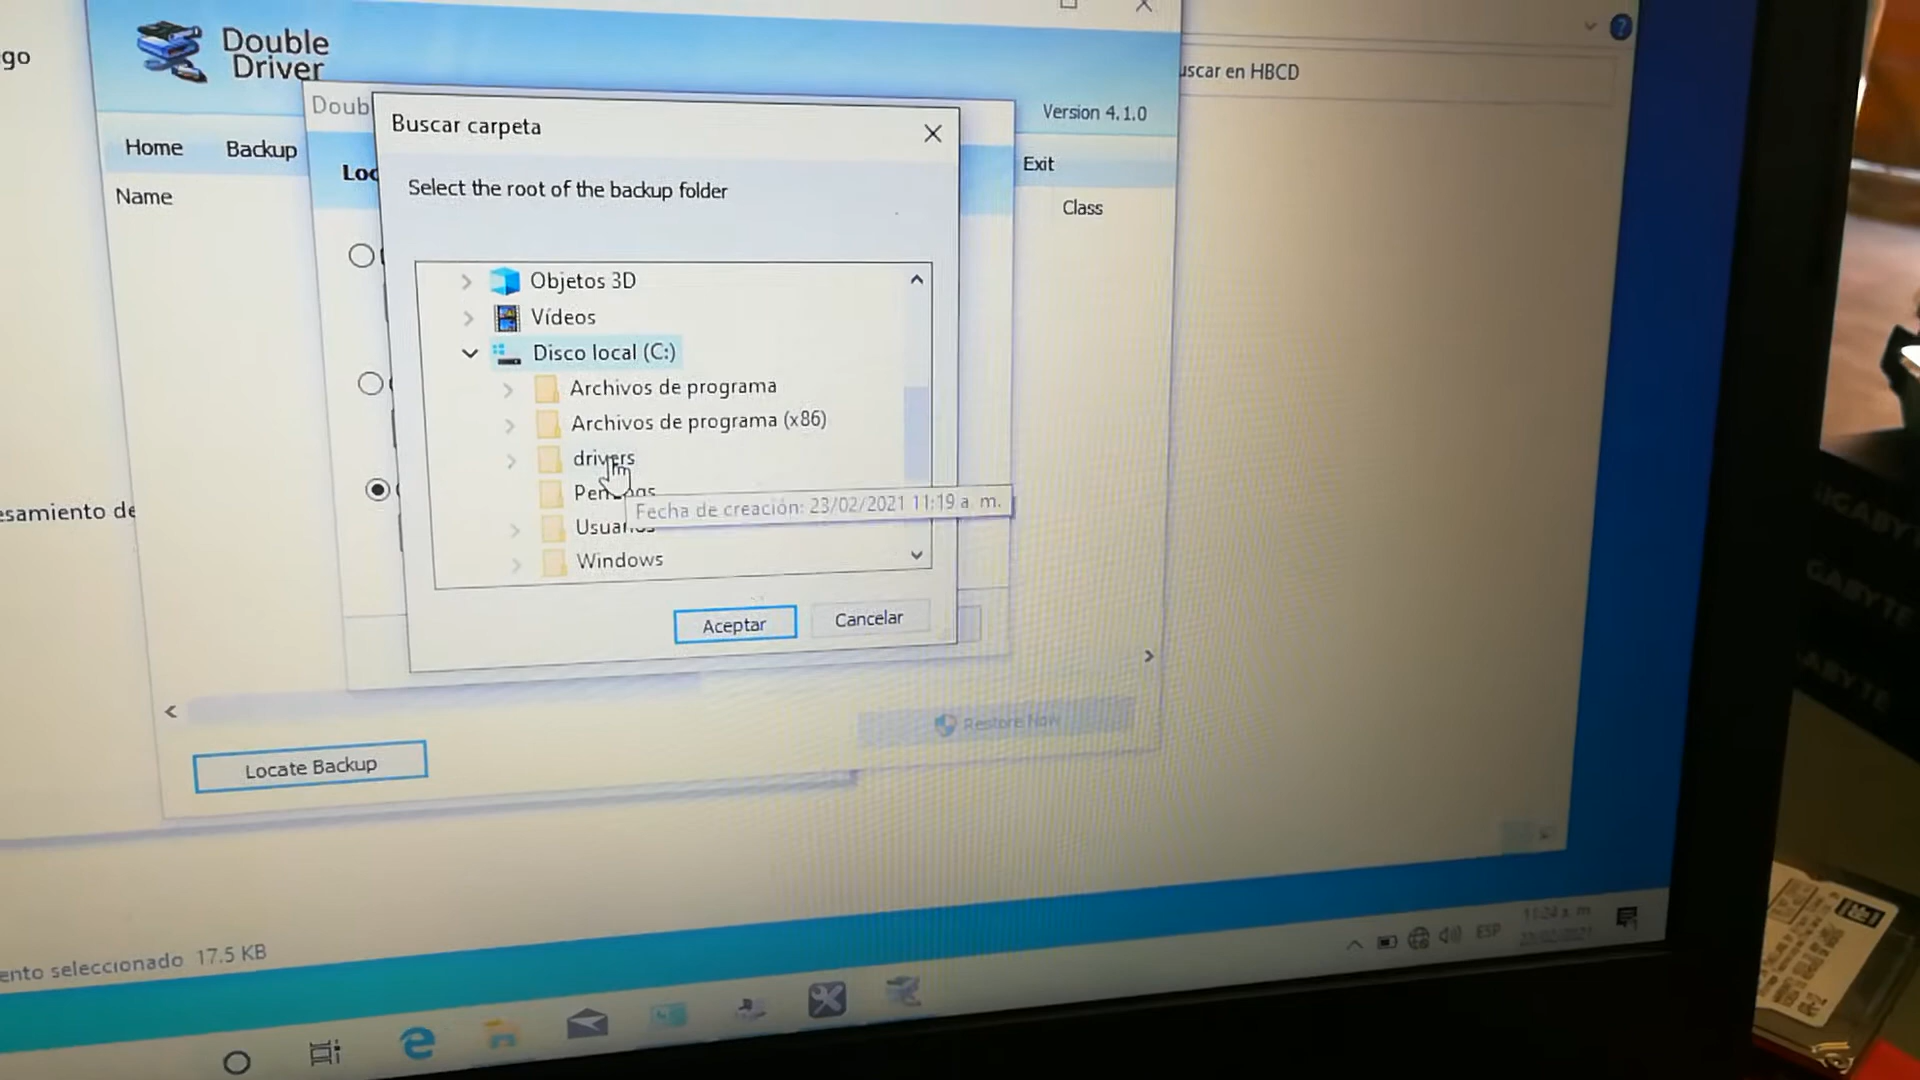 go
Double
Driver
uscar en HBCD
Doub
Buscar carpeta
Version 4.1.0
Home
Backup
Loc
Select the root of the backup folder
Exit
Name
Class
Objetos 3D
Vídeos
Disco local (C:)
Archivos de programa
Archivos de programa (x86)
drivers
Fecha de creación: 23/02/2021 11:19 a. m.
esamiento de
Windows
Aceptar
Cancelar
Restore Now
Locate Backup
ento seleccionado 17.5 KB
ESP
GABYTE